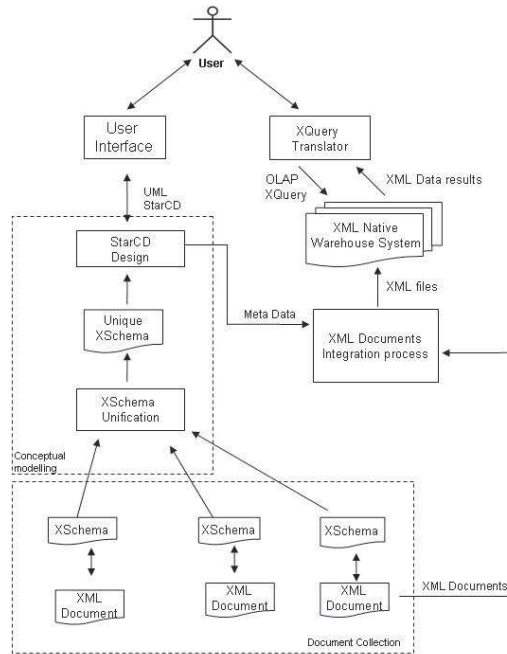 User
User
Interface
XQuery
Translator
OLAP
XQuery
XML Data results
UML
StarCD
XML Native
Warehouse System
StarCD
Design
XML files
Unique
XSchema
Meta Data
XML Documents
Integration process
XSchema
Unification
Conceptual
modelling
XSchema
XSchema
XSchema
XML
Document
XML
Document
XML
Document
XML Documents
Document Collection